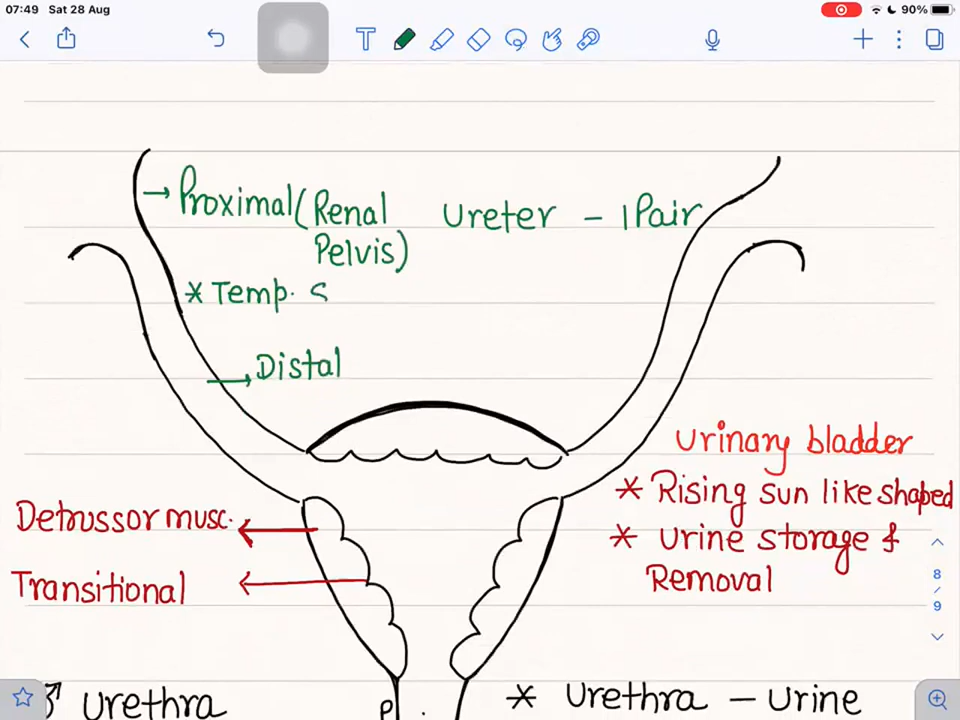 07:49 Sat 28 Aug
90%
T
Proximal (Renal Pelvis)
Ureter - 1 Pair
* Temp. S
Distal
Urinary bladder
* Rising sun like shaped
* Urine storage &
Removal
Detrussor musc.
Transitional
8
/
9
♂ Urethra
P
* Urethra - Urine